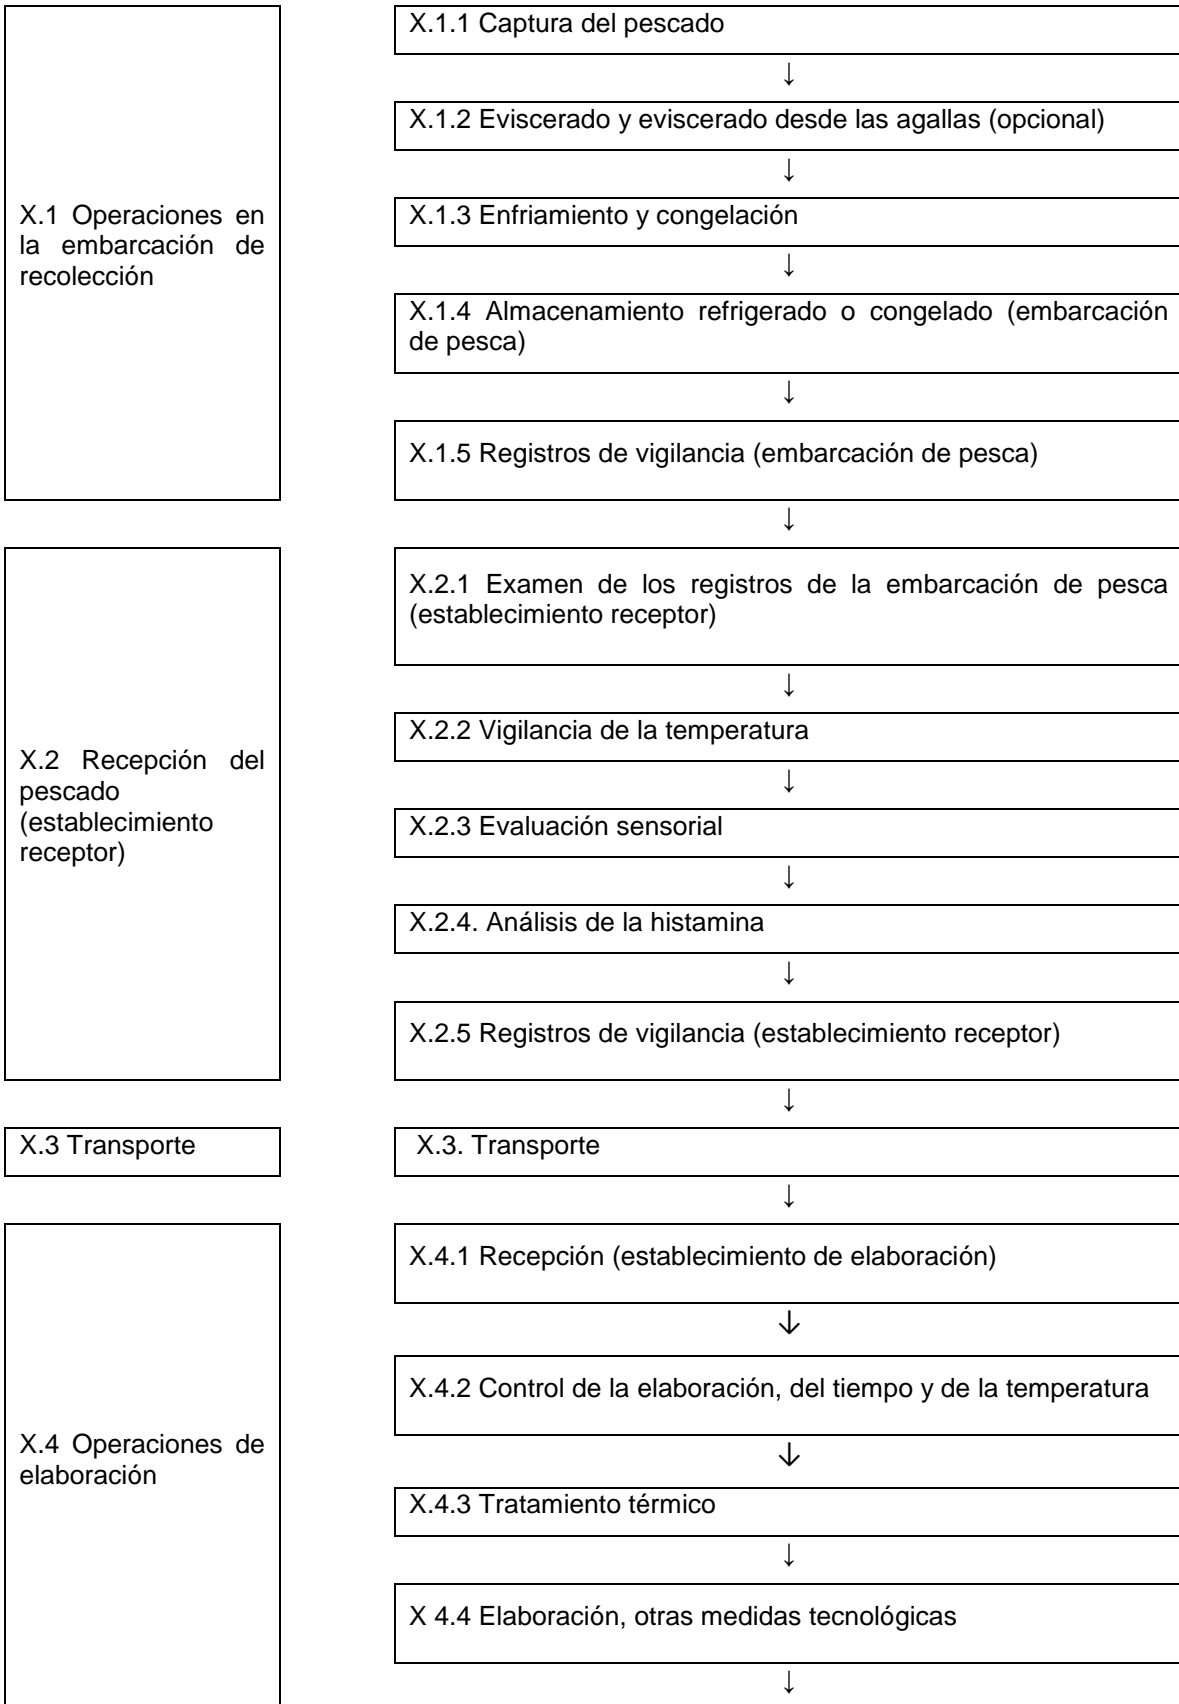 X.1 Operaciones en
la embarcación de
recolección
X.1.1 Captura del pescado
↓
X.1.2 Eviscerado y eviscerado desde las agallas (opcional)
↓
X.1.3 Enfriamiento y congelación
↓
X.1.4 Almacenamiento refrigerado o congelado (embarcación
de pesca)
↓
X.1.5 Registros de vigilancia (embarcación de pesca)
↓
X.2 Recepción del
pescado
(establecimiento
receptor)
X.2.1 Examen de los registros de la embarcación de pesca
(establecimiento receptor)
↓
X.2.2 Vigilancia de la temperatura
↓
X.2.3 Evaluación sensorial
↓
X.2.4. Análisis de la histamina
↓
X.2.5 Registros de vigilancia (establecimiento receptor)
↓
X.3 Transporte
X.3. Transporte
↓
X.4 Operaciones de
elaboración
X.4.1 Recepción (establecimiento de elaboración)
↓
X.4.2 Control de la elaboración, del tiempo y de la temperatura
↓
X.4.3 Tratamiento térmico
↓
X 4.4 Elaboración, otras medidas tecnológicas
↓